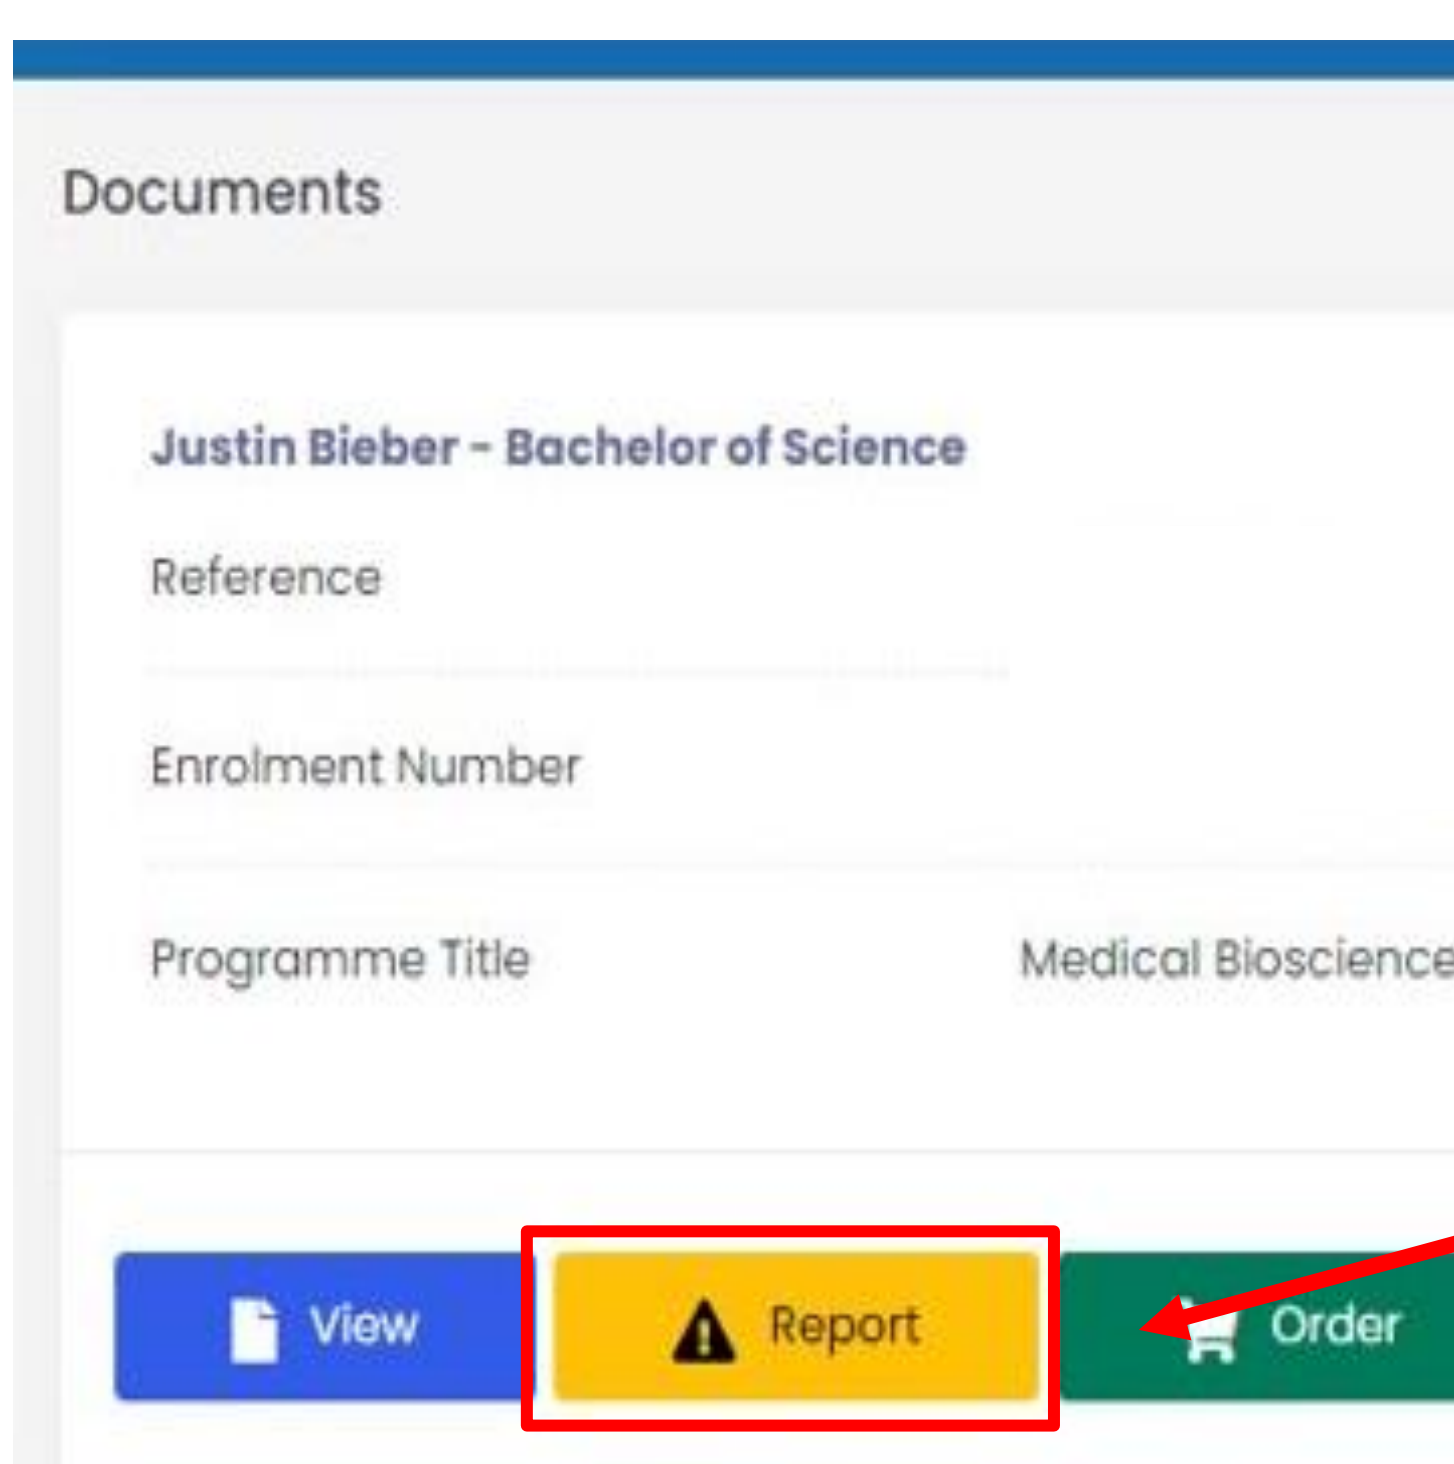 Documents
Justin Bieber - Bachelor of Science
Reference
Enrolment Number
Programme Title Medical Bioscience
View Report Order